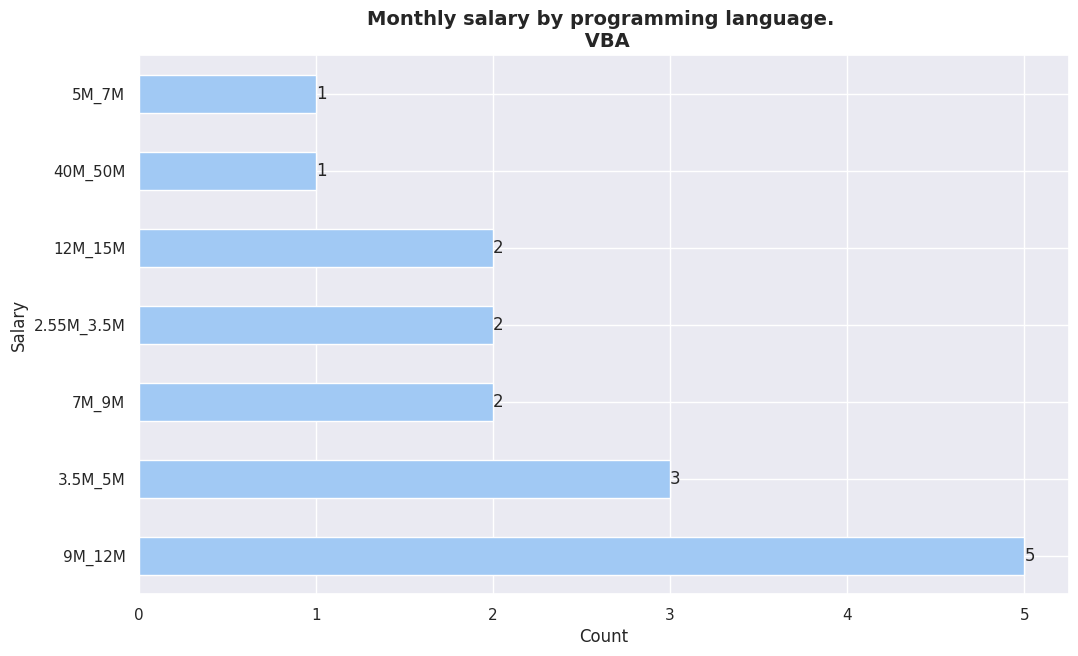 Monthly salary by programming language.
VBA
5M_7M
1
40M_50M
1
12M_15M
2
2.55M_3.5M
2
7M_9M
2
3.5M_5M
3
9M_12M
5
Salary
0 1 2 3 4 5
Count